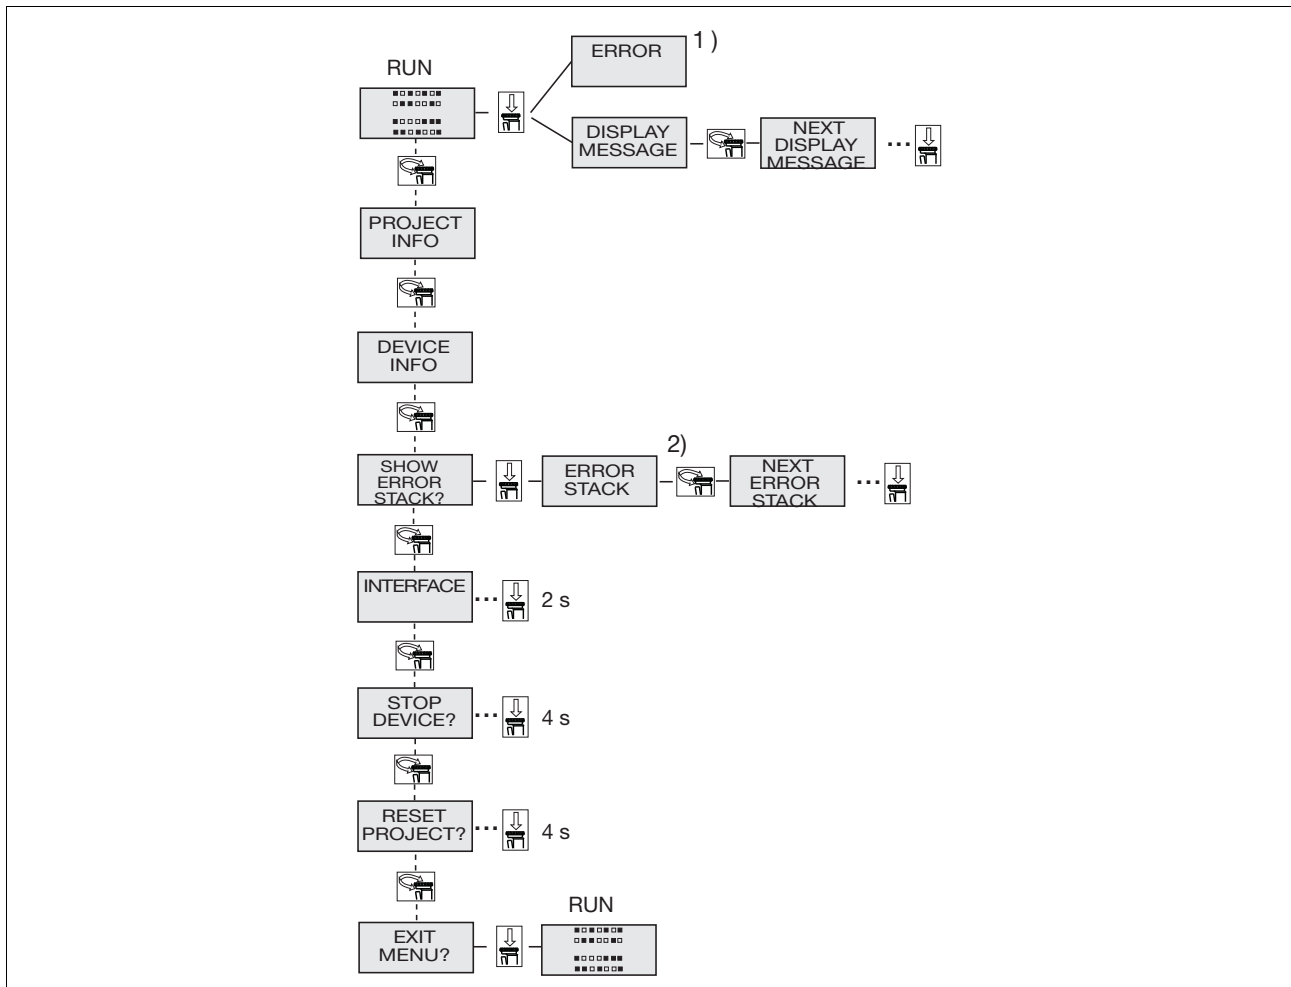 1)
ERROR
RUN
DISPLAY
MESSAGE
NEXT
DISPLAY
MESSAGE
...
PROJECT
INFO
DEVICE
INFO
2)
SHOW
ERROR
STACK?
ERROR
STACK
NEXT
ERROR
STACK
...
INTERFACE
... 2 s
STOP
DEVICE?
... 4 s
RESET
PROJECT?
... 4 s
RUN
EXIT
MENU?